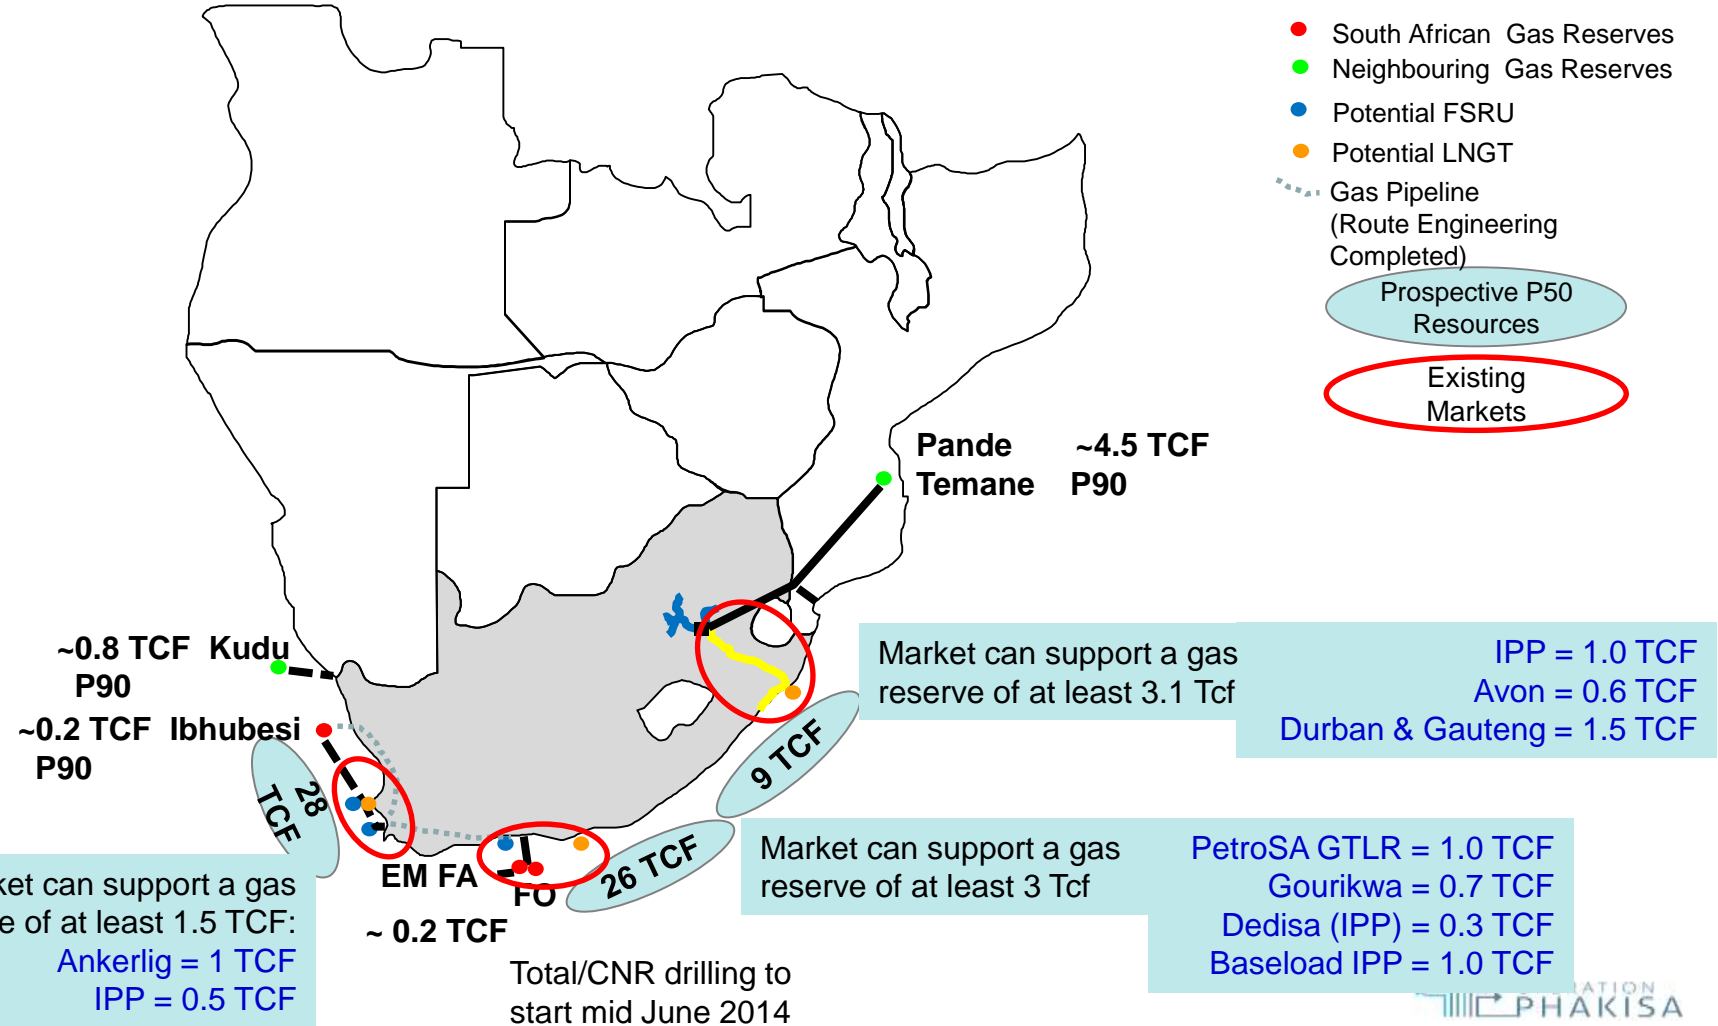 South African Gas Reserves
Neighbouring Gas Reserves
Potential FSRU
Potential LNGT
Gas Pipeline
(Route Engineering
Completed)
Prospective P50
Resources
Existing
Markets
Pande ~4.5 TCF
Temane P90
~0.8 TCF Kudu
P90
~0.2 TCF Ibhubesi
P90
28
TCF
9 TCF
26 TCF
EM FA
FO
~ 0.2 TCF
Total/CNR drilling to
start mid June 2014
Market can support a gas
reserve of at least 3.1 Tcf
IPP = 1.0 TCF
Avon = 0.6 TCF
Durban & Gauteng = 1.5 TCF
Market can support a gas
reserve of at least 3 Tcf
PetroSA GTLR = 1.0 TCF
Gourikwa = 0.7 TCF
Dedisa (IPP) = 0.3 TCF
Baseload IPP = 1.0 TCF
ket can support a gas
e of at least 1.5 TCF:
Ankerlig = 1 TCF
IPP = 0.5 TCF
RATION
PHAKISA